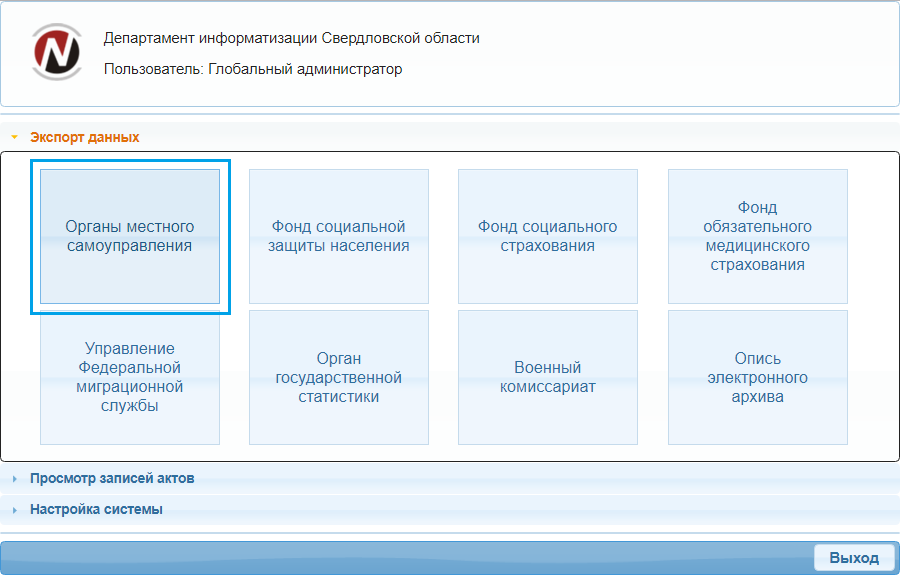 Департамент информатизации Свердловской области
Пользователь: Глобальный администратор
Экспорт данных
Органы местного
самоуправления
Фонд социальной
защиты населения
Фонд социального
страхования
Фонд
обязательного
медицинского
страхования
Управление
Федеральной
миграционной
службы
Орган
государственной
статистики
Военный
комиссариат
Опись
электронного
архива
Просмотр записей актов
Настройка системы
Выход